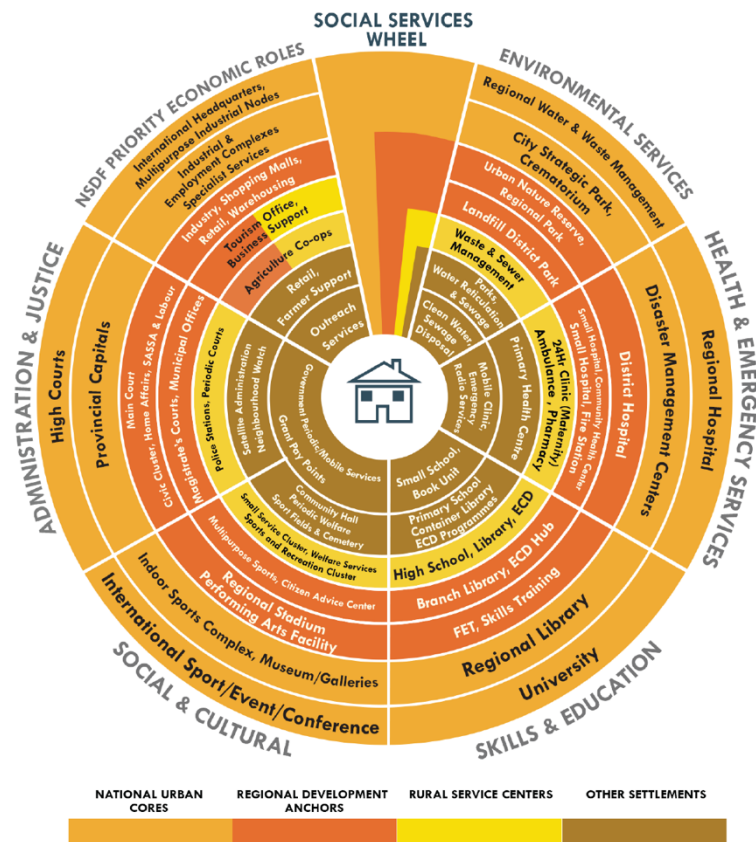 SOCIAL SERVICES
WHEEL
NSDF PRIORITY ECONOMIC ROLES
International Headquarters,
Multipurpose Industrial Nodes
Industrial &
Employment Complexes
Specialist Services
Industry, Shopping Malls,
Retail, Warehousing
Tourism Office,
Business Support
Agriculture Co-ops
Retail,
Farmer Support
Outreach
Services
ENVIRONMENTAL SERVICES
Regional Water & Waste Management
City Strategic Park,
Crematorium
Urban Nature Reserve,
Regional Park
Landfill District Park
Waste & Sewer
Management
Parks,
Water Reticulation
& Sewage
Clean Water,
Sewage
Disposal
HEALTH & EMERGENCY SERVICES
Regional Hospital
Disaster Management Centers
District Hospital
Small Hospital, Community Health Center
Small Hospital, Fire Station
24Hr Clinic (Maternity)
Ambulance , Pharmacy
Primary Health Centre
Mobile Clinic
Emergency
Radio Services
SKILLS & EDUCATION
Small School,
Book Unit
Primary School
Container Library
ECD Programmes
High School, Library, ECD
Branch Library, ECD Hub
FET, Skills Training
Regional Library
University
SOCIAL & CULTURAL
Community Hall
Periodic Welfare
Sport Fields & Cemetery
Small Service Cluster, Welfare Services
Sports and Recreation Cluster
Multipurpose Sports, Citizen Advice Center
Regional Stadium
Performing Arts Facility
Indoor Sports Complex, Museum/Galleries
International Sport/Event/Conference
ADMINISTRATION & JUSTICE
High Courts
Provincial Capitals
Main Court
Civic Cluster, Home Affairs, SASSA & Labour
Magistrate's Courts, Municipal Offices
Police Stations, Periodic Courts
Satellite Administration
Neighbourhood Watch
Government Periodic/Mobile Services
Grant Pay Points
NATIONAL URBAN
CORES
REGIONAL DEVELOPMENT
ANCHORS
RURAL SERVICE CENTERS
OTHER SETTLEMENTS